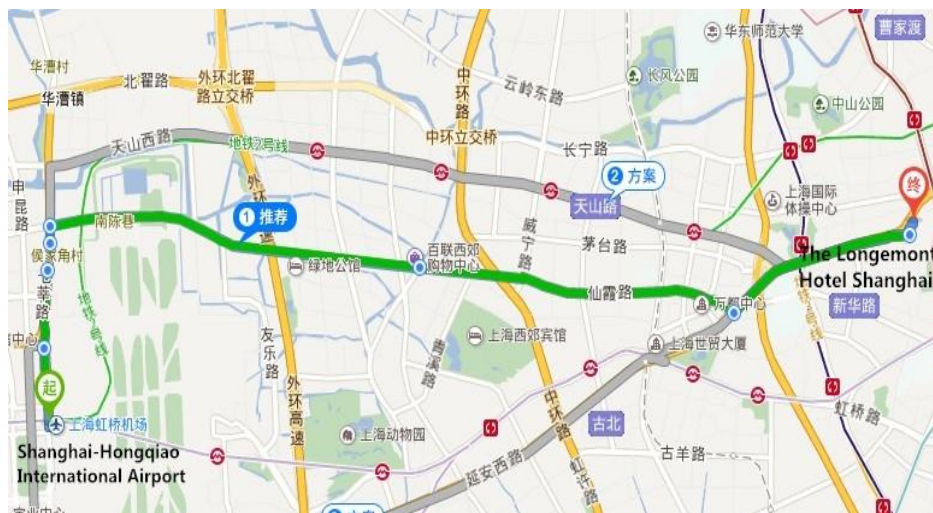 曹家渡
华东师范大学
华漕村
北翟路
外环北翟
路立交桥
中环路
云岭东路
长风公园
中山公园
华漕镇
天山西路
地铁2号线
中环立交桥
长宁路
2 方案
天山路
上海国际
体操中心
终
申昆路
南陈巷
1 推荐
外环高速
威宁路
茅台路
侯家角村
绿地公馆
百联西郊
购物中心
仙霞路
万都中心
The Longemont
Hotel Shanghai
新华路
友乐路
上海西郊宾馆
上海世贸大厦
青溪路
起
上海虹桥机场
Shanghai-Hongqiao
International Airport
外环高速
上海动物园
中环路
古北
虹桥路
延安西路
虹许路
古羊路
方案